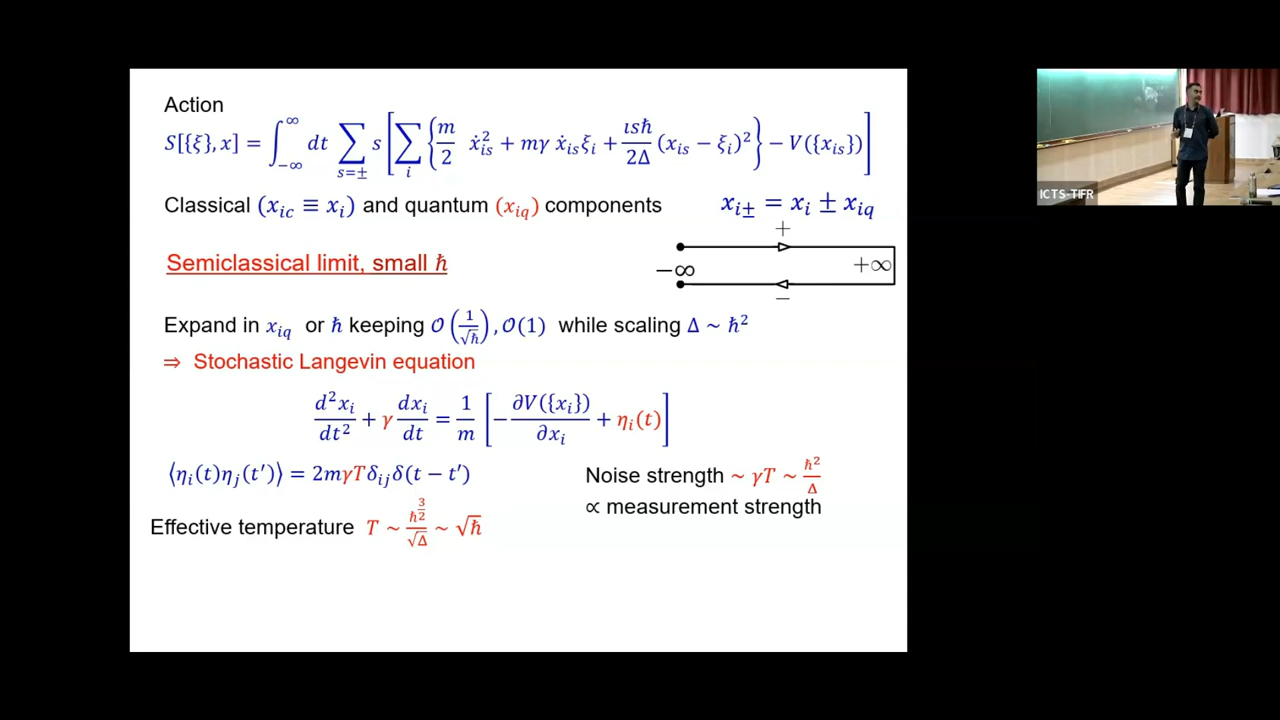 Action
S[{ξ}, x] = ∫_{-∞}^{∞} dt ∑_{s=±} s [ ∑_i { m/2 ẋ_{is}^2 + mγ ẋ_{is}ξ_i + ısħ/2Δ (x_{is} − ξ_i)^2 } − V({x_{is}}) ]
Classical (x_{ic} ≡ x_i) and quantum (x_{iq}) components
x_{i±} = x_i ± x_{iq}
+
−∞
+∞
−
Semiclassical limit, small ħ
Expand in x_{iq} or ħ keeping 𝒪(1/√ħ), 𝒪(1) while scaling Δ ~ ħ^2
⇒ Stochastic Langevin equation
d^2x_i/dt^2 + γ dx_i/dt = 1/m [ − ∂V({x_i})/∂x_i + η_i(t) ]
⟨η_i(t)η_j(t′)⟩ = 2mγTδ_{ij}δ(t − t′)
Noise strength ~ γT ~ ħ^2/Δ
∝ measurement strength
Effective temperature T ~ ħ^{3/2}/√Δ ~ √ħ
ICTS-TIFR